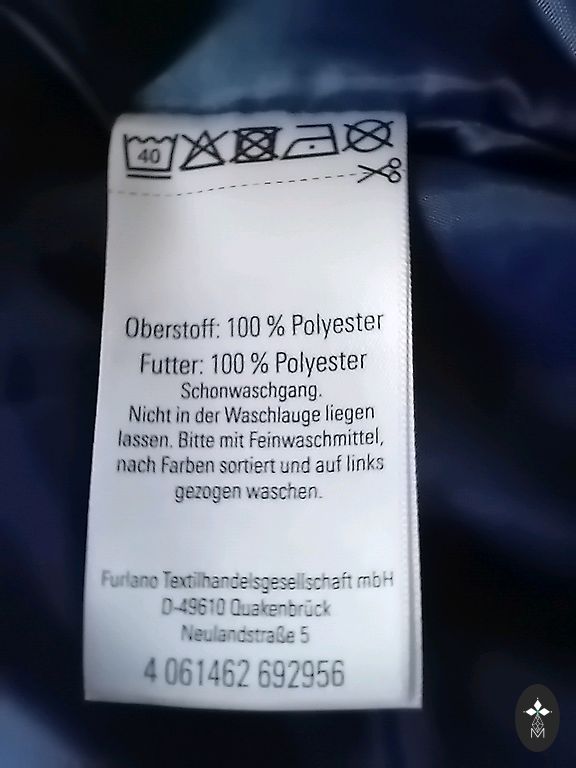 40
Oberstoff: 100 % Polyester
Futter: 100 % Polyester
Schonwaschgang.
Nicht in der Waschlauge liegen
lassen. Bitte mit Feinwaschmittel,
nach Farben sortiert und auf links
gezogen waschen.
Furlano Textilhandelsgesellschaft mbH
D-49610 Quakenbrück
Neulandstraße 5
4 061462 692956
M